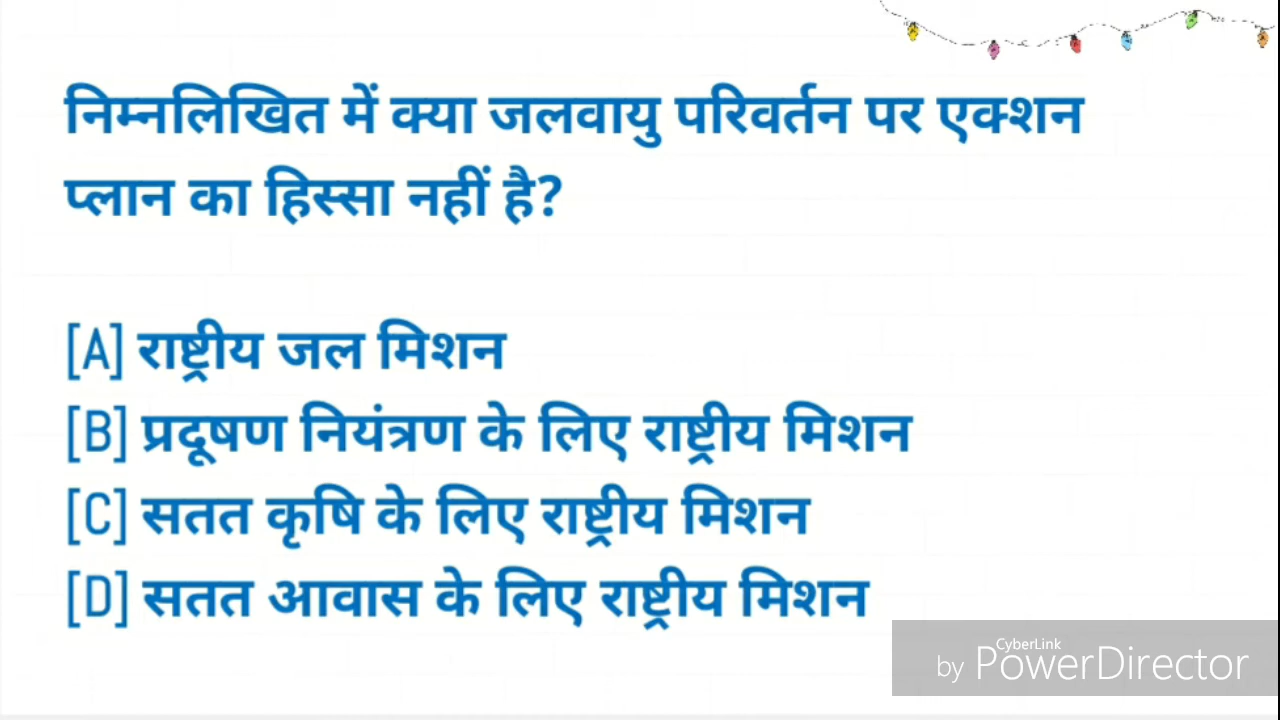 निम्नलिखित में क्या जलवायु परिवर्तन पर एक्शन
प्लान का हिस्सा नहीं है?
[A] राष्ट्रीय जल मिशन
[B] प्रदूषण नियंत्रण के लिए राष्ट्रीय मिशन
[C] सतत कृषि के लिए राष्ट्रीय मिशन
[D] सतत आवास के लिए राष्ट्रीय मिशन
CyberLink
by PowerDirector